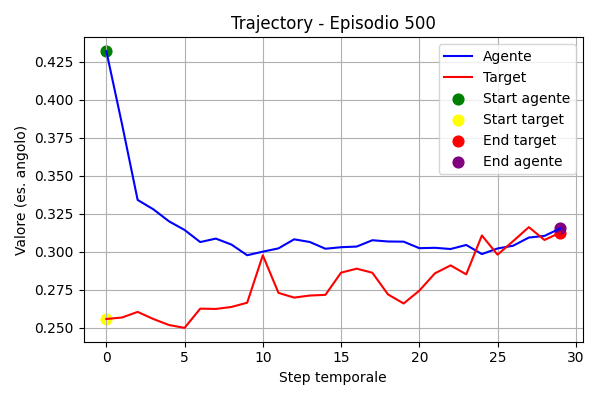 Trajectory - Episodio 500
Valore (es. angolo)
0.425
0.400
0.375
0.350
0.325
0.300
0.275
0.250
Agente
Target
Start agente
Start target
End target
End agente
0 5 10 15 20 25 30
Step temporale